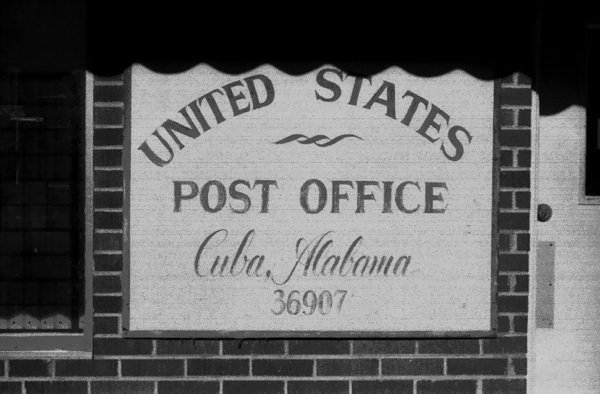 UNITED STATES
POST OFFICE
Cuba, Alabama
36907